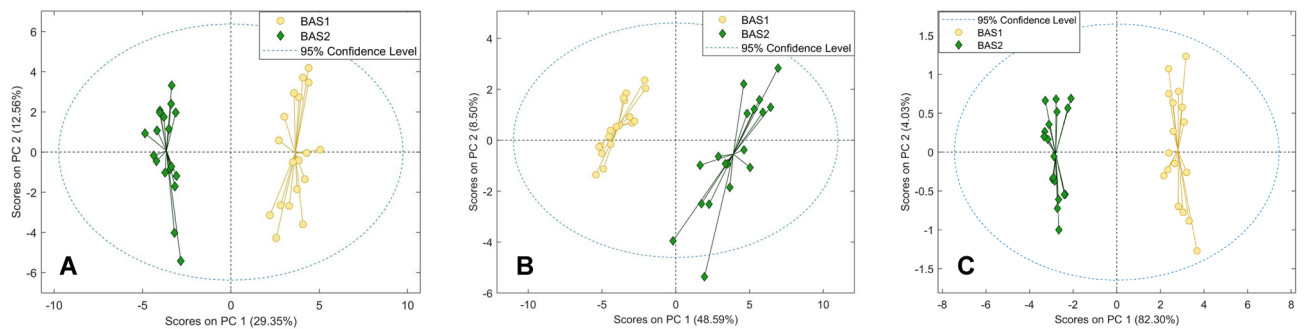 BAS1
BAS2
95% Confidence Level
6
4
2
0
-2
-4
-6
Scores on PC 2 (12.56%)
A
-10
-5
0
5
10
Scores on PC 1 (29.35%)
BAS1
BAS2
95% Confidence Level
4
2
0
-2
-4
-6
Scores on PC 2 (8.50%)
B
-10
-5
0
5
10
Scores on PC 1 (48.59%)
95% Confidence Level
BAS1
BAS2
1.5
1
0.5
0
-0.5
-1
-1.5
Scores on PC 2 (4.03%)
C
-8
-6
-4
-2
0
2
4
6
8
Scores on PC 1 (82.30%)